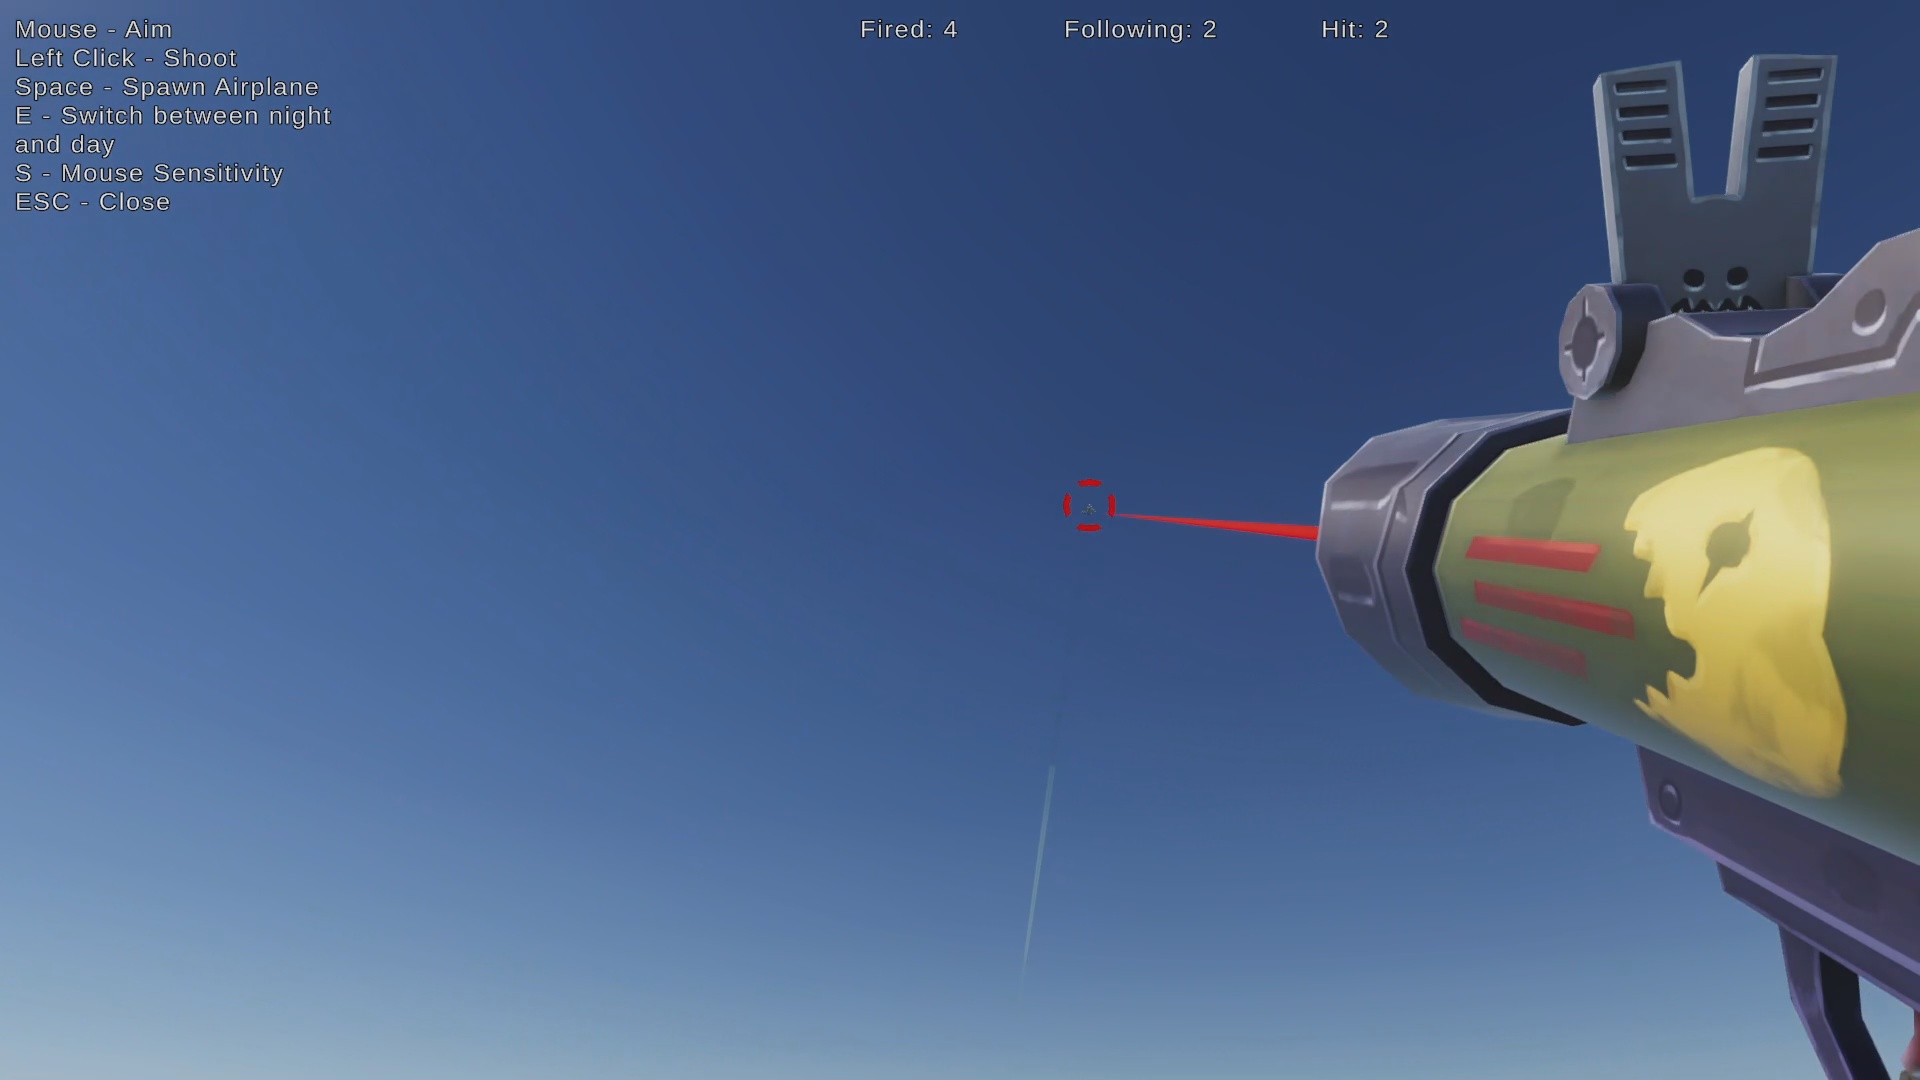 Mouse - Aim
Left Click - Shoot
Space - Spawn Airplane
E - Switch between night
and day
S - Mouse Sensitivity
ESC - Close
Fired: 4
Following: 2
Hit: 2